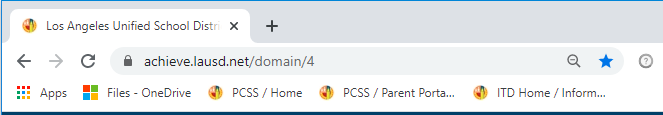 Los Angeles Unified School Distri
achieve.lausd.net/domain/4
Apps Files - OneDrive PCSS / Home PCSS / Parent Porta... ITD Home / Inform...